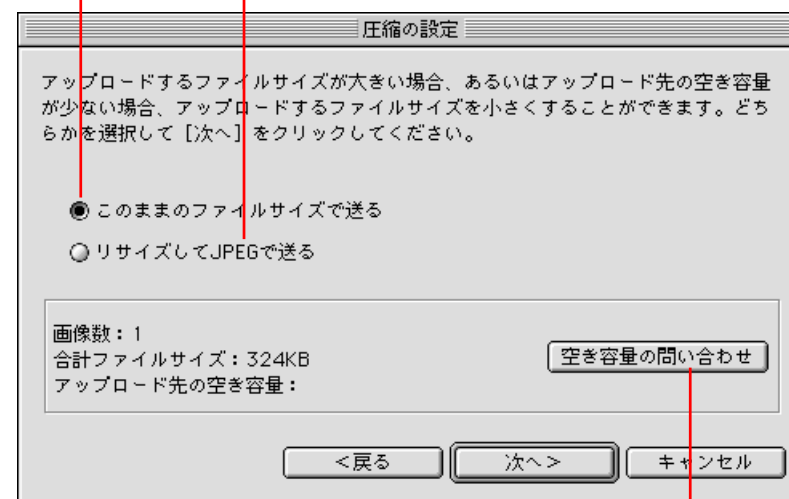 圧縮の設定
アップロードするファイルサイズが大きい場合、あるいはアップロード先の空き容量
が少ない場合、アップロードするファイルサイズを小さくすることができます。どち
らかを選択して［次へ］をクリックしてください。
このままのファイルサイズで送る
リサイズしてJPEGで送る
画像数：1
合計ファイルサイズ：324KB
空き容量の問い合わせ
アップロード先の空き容量：
<戻る
次へ>
キャンセル